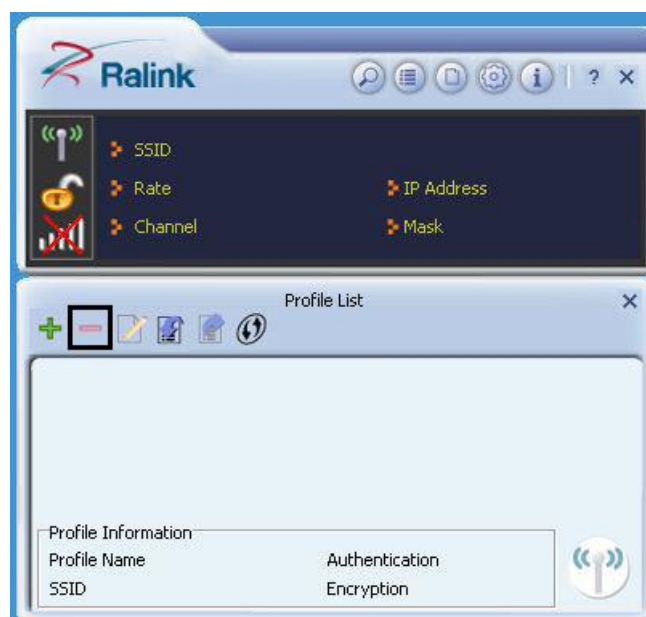 Ralink
? ×
SSID
Rate IP Address
Channel Mask
Profile List ×
Profile Information
Profile Name Authentication
SSID Encryption